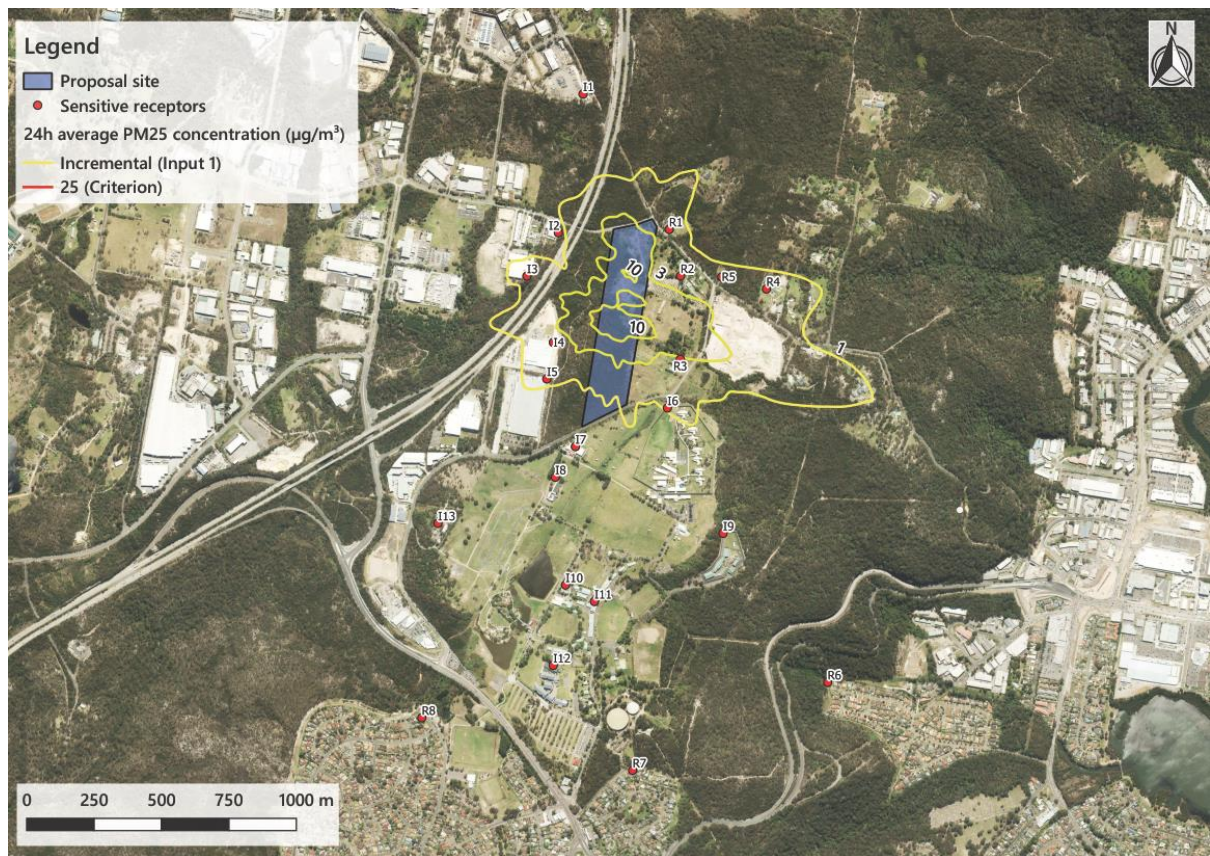 Legend
Proposal site
Sensitive receptors
24h average PM25 concentration (µg/m³)
Incremental (Input 1)
25 (Criterion)
N
I1
R1
I2
I3
10
3
R2
R5
R4
10
I4
1
R3
I5
I6
I7
I8
I13
I9
I10
I11
I12
R6
R8
R7
0 250 500 750 1000 m